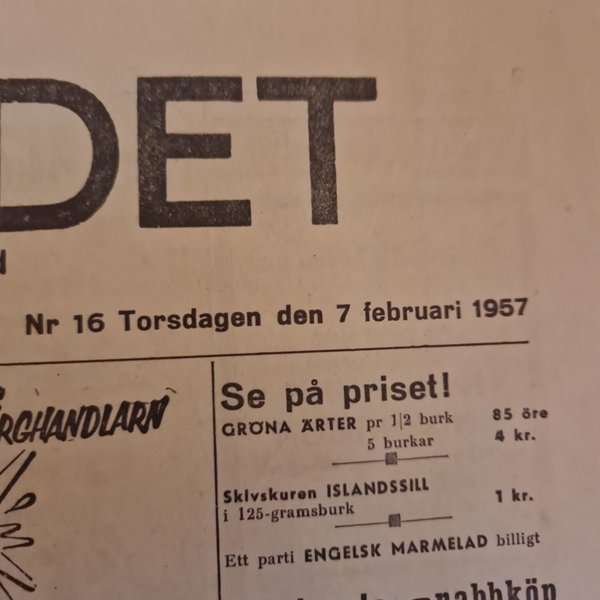 DET
Nr 16 Torsdagen den 7 februari 1957
RGHANDLARN
Se på priset!
GRÖNA ÄRTER pr 1|2 burk 85 öre
5 burkar 4 kr.
Skivskuren ISLANDSSILL
i 125-gramsburk 1 kr.
Ett parti ENGELSK MARMELAD billigt